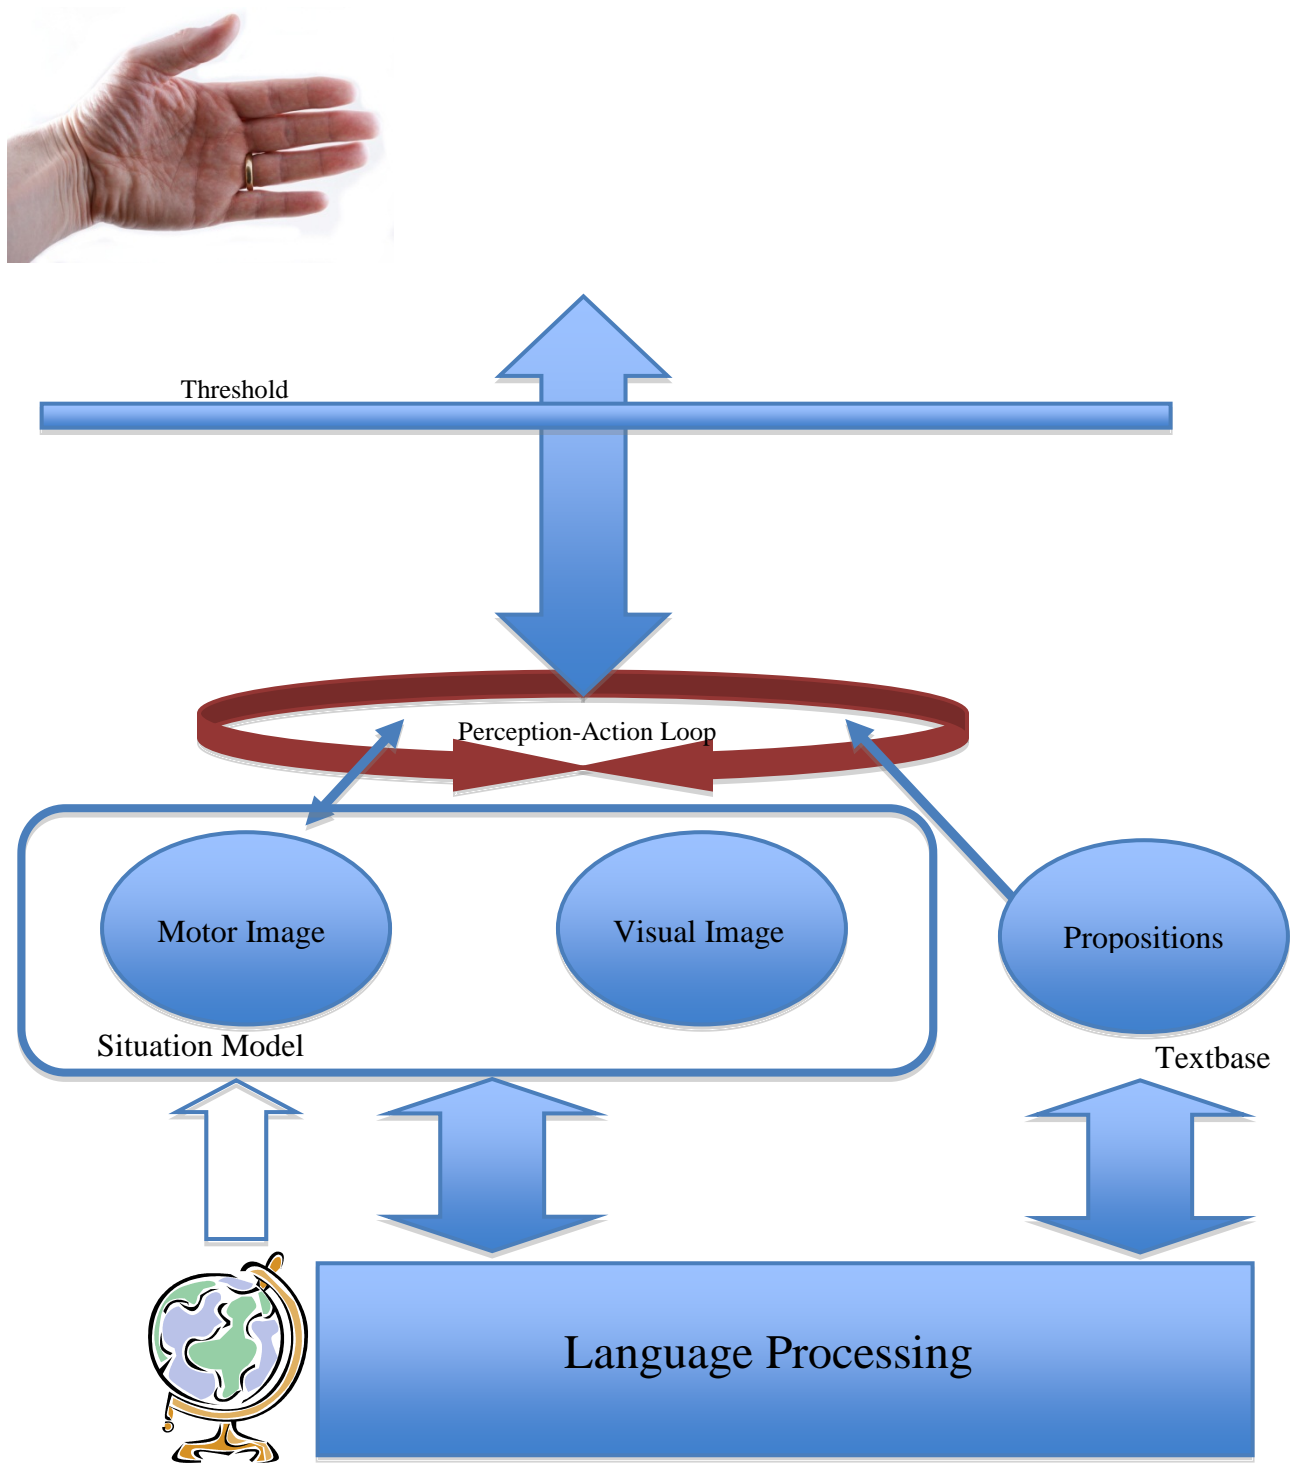 Threshold
Perception-Action Loop
Motor Image
Visual Image
Propositions
Situation Model
Textbase
Language Processing